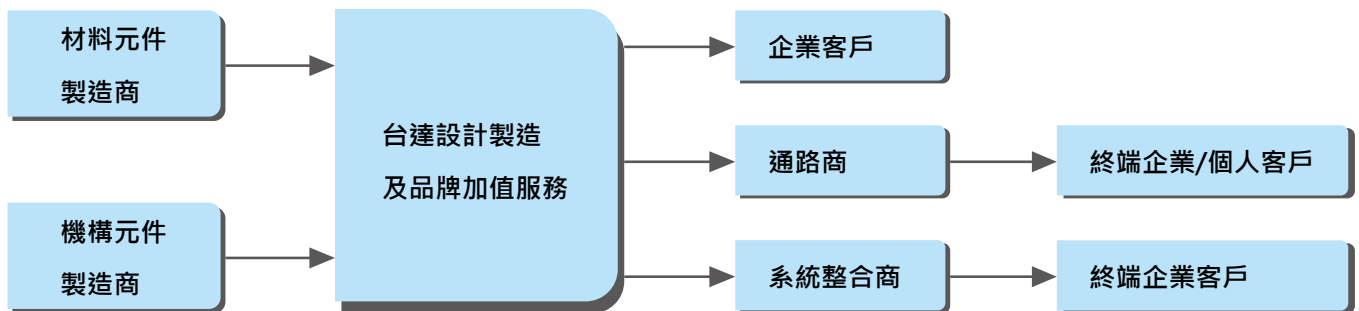 材料元件
製造商
機構元件
製造商
台達設計製造
及品牌加值服務
企業客戶
通路商
終端企業/個人客戶
系統整合商
終端企業客戶